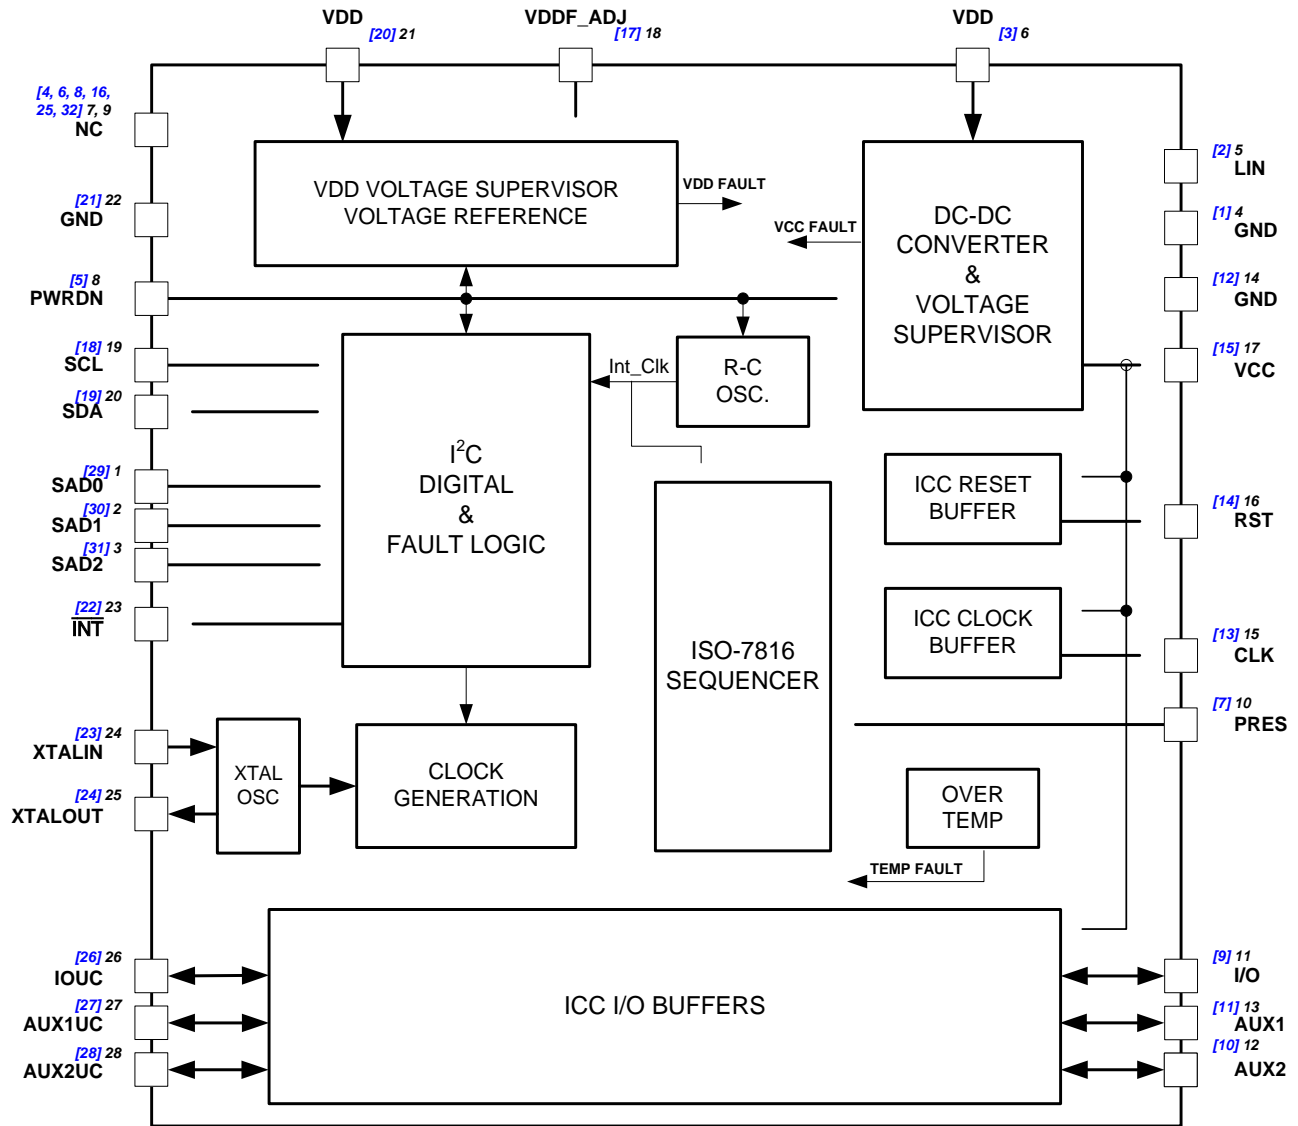 VDD
[20] 21
VDDF_ADJ
[17] 18
VDD
[3] 6
[4, 6, 8, 16,
25, 32] 7, 9
NC
[21] 22
GND
[5] 8
PWRDN
[18] 19
SCL
[19] 20
SDA
[29] 1
SAD0
[30] 2
SAD1
[31] 3
SAD2
[22] 23
INT
[23] 24
XTALIN
[24] 25
XTALOUT
[26] 26
IOUC
[27] 27
AUX1UC
[28] 28
AUX2UC
VDD VOLTAGE SUPERVISOR
VOLTAGE REFERENCE
VDD FAULT
VCC FAULT
DC-DC
CONVERTER
&
VOLTAGE
SUPERVISOR
I2C
DIGITAL
&
FAULT LOGIC
Int_Clk
R-C
OSC.
ICC RESET
BUFFER
ICC CLOCK
BUFFER
ISO-7816
SEQUENCER
XTAL
OSC
CLOCK
GENERATION
OVER
TEMP
TEMP FAULT
ICC I/O BUFFERS
[2] 5
LIN
[1] 4
GND
[12] 14
GND
[15] 17
VCC
[14] 16
RST
[13] 15
CLK
[7] 10
PRES
[9] 11
I/O
[11] 13
AUX1
[10] 12
AUX2